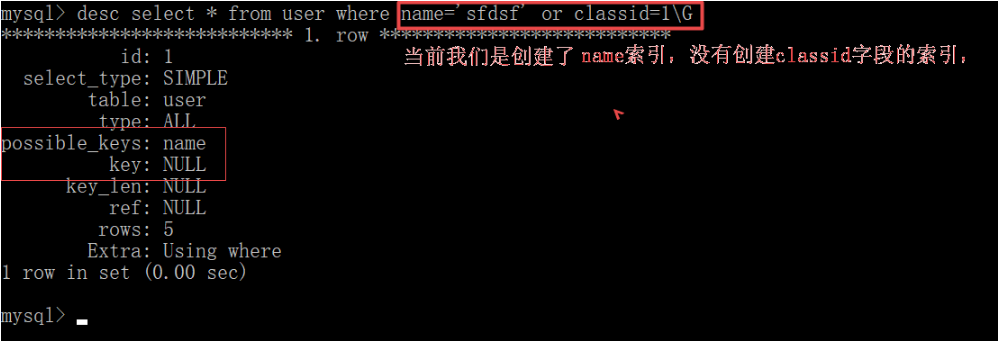 mysql> desc select * from user where name='sfdsf' or classid=1\G
*************************** 1. row ***************************
当前我们是创建了 name索引，没有创建classid字段的索引，
id: 1
select_type: SIMPLE
table: user
type: ALL
possible_keys: name
key: NULL
key_len: NULL
ref: NULL
rows: 5
Extra: Using where
1 row in set (0.00 sec)
mysql>